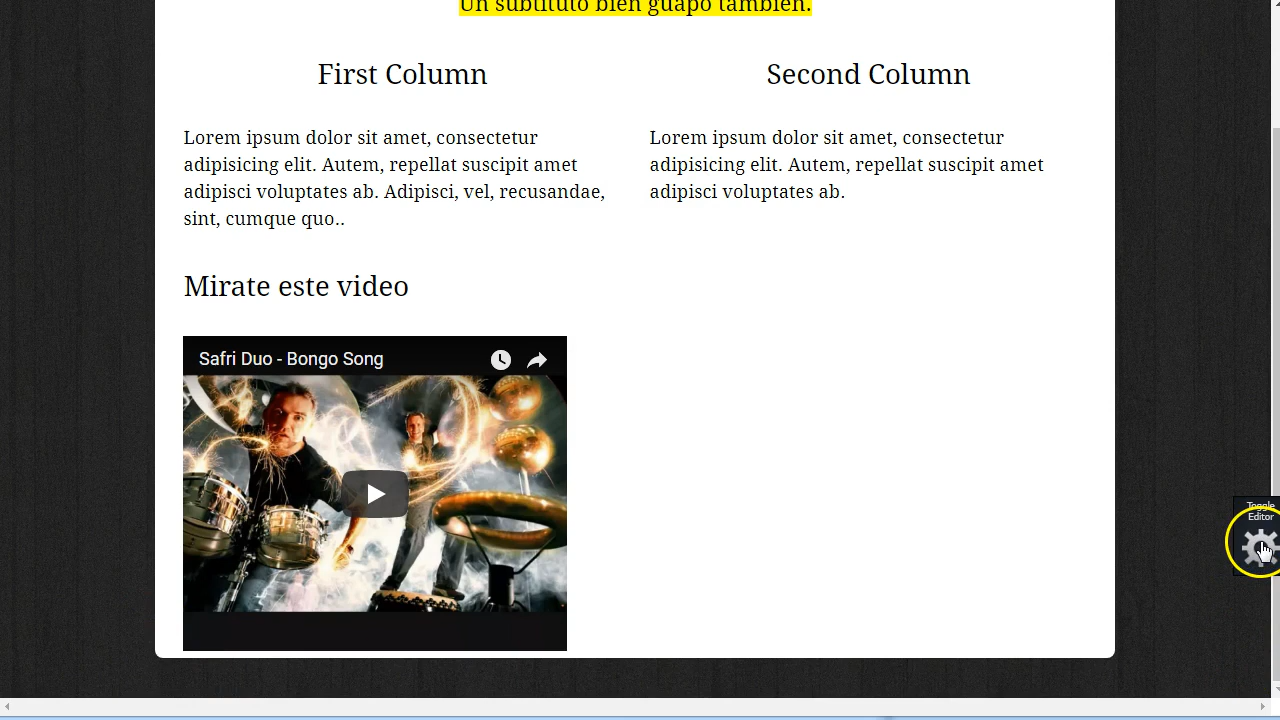 Un subtituto bien guapo tambien.
First Column
Second Column
Lorem ipsum dolor sit amet, consectetur
adipisicing elit. Autem, repellat suscipit amet
adipisci voluptates ab. Adipisci, vel, recusandae,
sint, cumque quo..
Lorem ipsum dolor sit amet, consectetur
adipisicing elit. Autem, repellat suscipit amet
adipisci voluptates ab.
Mirate este video
Safri Duo - Bongo Song
Toggle
Editor